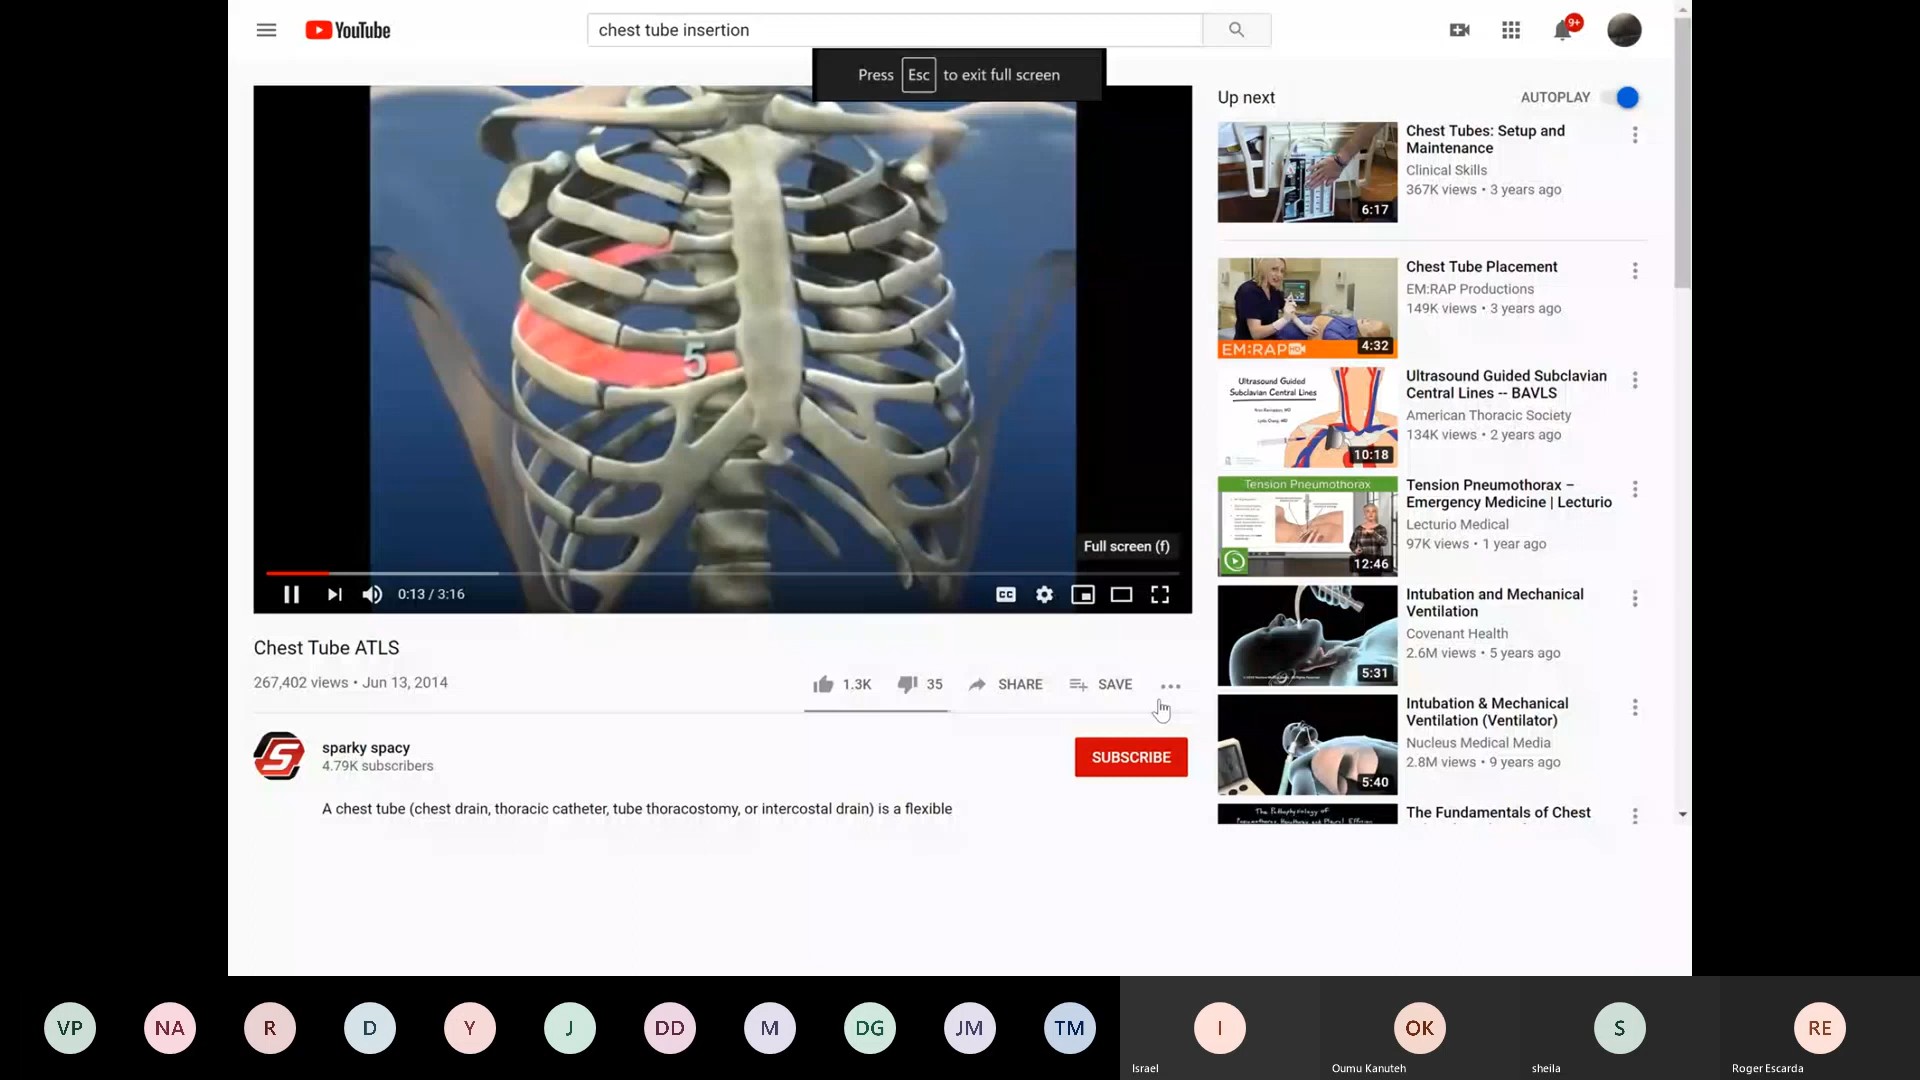 YouTube
chest tube insertion
9+
Press Esc to exit full screen
5
Full screen (f)
0:13 / 3:16
CC
Chest Tube ATLS
267,402 views • Jun 13, 2014
1.3K
35
SHARE
SAVE
S
sparky spacy
4.79K subscribers
SUBSCRIBE
A chest tube (chest drain, thoracic catheter, tube thoracostomy, or intercostal drain) is a flexible
Up next
AUTOPLAY
6:17
Chest Tubes: Setup and
Maintenance
Clinical Skills
367K views • 3 years ago
EM:RAP HD
4:32
Chest Tube Placement
EM:RAP Productions
149K views • 3 years ago
Ultrasound Guided
Subclavian Central Lines
10:18
Ultrasound Guided Subclavian
Central Lines -- BAVLS
American Thoracic Society
134K views • 2 years ago
Tension Pneumothorax
12:46
Tension Pneumothorax –
Emergency Medicine | Lecturio
Lecturio Medical
97K views • 1 year ago
5:31
Intubation and Mechanical
Ventilation
Covenant Health
2.6M views • 5 years ago
5:40
Intubation & Mechanical
Ventilation (Ventilator)
Nucleus Medical Media
2.8M views • 9 years ago
The Pathophysiology of
The Fundamentals of Chest
VP
NA
R
D
Y
J
DD
M
DG
JM
TM
I
Israel
OK
Oumu Kanuteh
S
sheila
RE
Roger Escarda